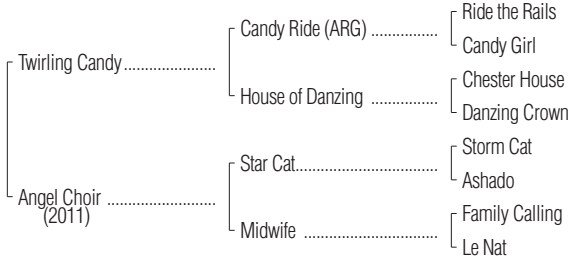 Ride the Rails
Candy Ride (ARG) ................
Candy Girl
Twirling Candy ......................
Chester House
House of Danzing ................
Danzing Crown
Storm Cat
Star Cat..................................
Ashado
Angel Choir ..........................
(2011)
Family Calling
Midwife ................................
Le Nat